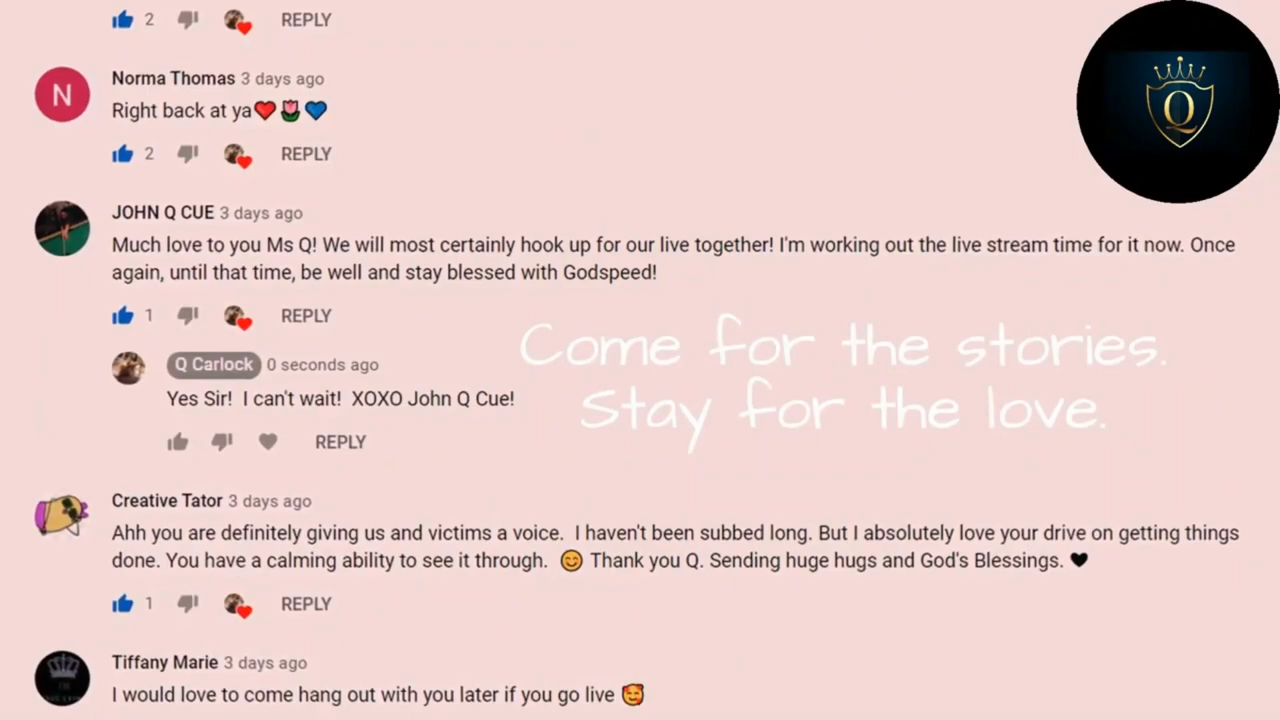 2 REPLY
Q
N
Norma Thomas 3 days ago
Right back at ya❤️🌷💙
2 REPLY
JOHN Q CUE 3 days ago
Much love to you Ms Q! We will most certainly hook up for our live together! I'm working out the live stream time for it now. Once
again, until that time, be well and stay blessed with Godspeed!
1 REPLY
Come for the stories.
Stay for the love.
Q Carlock 0 seconds ago
Yes Sir!  I can't wait!  XOXO John Q Cue!
REPLY
Creative Tator 3 days ago
Ahh you are definitely giving us and victims a voice.  I haven't been subbed long. But I absolutely love your drive on getting things
done. You have a calming ability to see it through.  😊 Thank you Q. Sending huge hugs and God's Blessings. 🖤
1 REPLY
Tiffany Marie 3 days ago
I would love to come hang out with you later if you go live 🥰